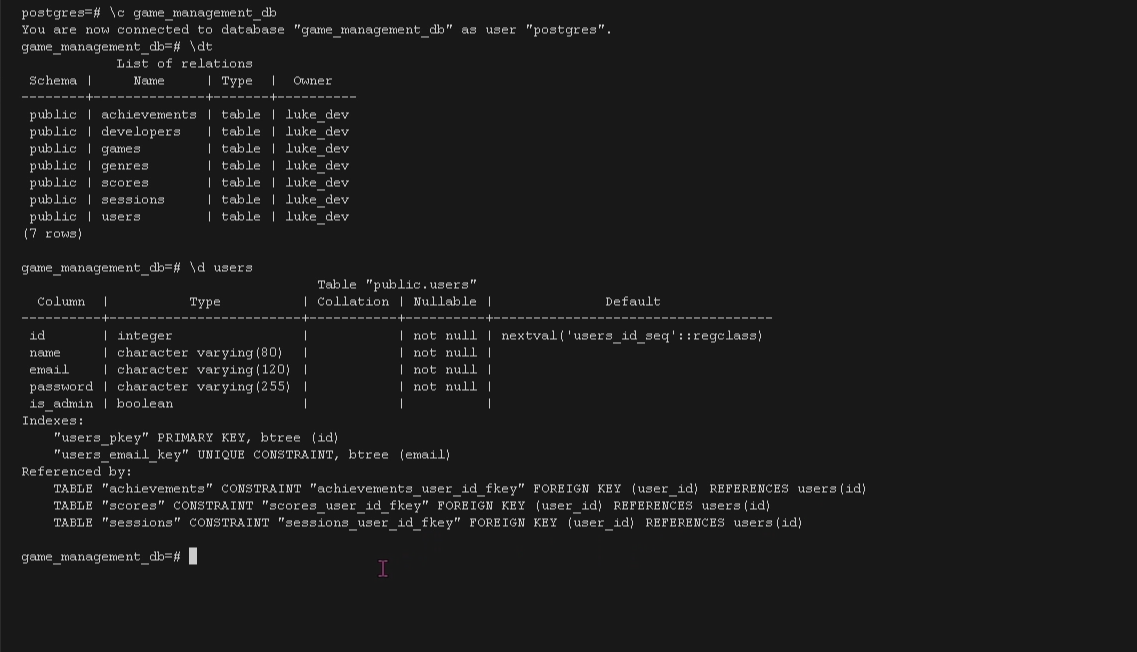 postgres=# \c game_management_db
You are now connected to database "game_management_db" as user "postgres".
game_management_db=# \dt
            List of relations
 Schema |     Name     | Type  |  Owner
--------+--------------+-------+----------
 public | achievements | table | luke_dev
 public | developers   | table | luke_dev
 public | games        | table | luke_dev
 public | genres       | table | luke_dev
 public | scores       | table | luke_dev
 public | sessions     | table | luke_dev
 public | users        | table | luke_dev
(7 rows)

game_management_db=# \d users
                                     Table "public.users"
  Column  |          Type          | Collation | Nullable |              Default
----------+------------------------+-----------+----------+-----------------------------------
 id       | integer                |           | not null | nextval('users_id_seq'::regclass)
 name     | character varying(80)  |           | not null |
 email    | character varying(120) |           | not null |
 password | character varying(255) |           | not null |
 is_admin | boolean                |           |          |
Indexes:
    "users_pkey" PRIMARY KEY, btree (id)
    "users_email_key" UNIQUE CONSTRAINT, btree (email)
Referenced by:
    TABLE "achievements" CONSTRAINT "achievements_user_id_fkey" FOREIGN KEY (user_id) REFERENCES users(id)
    TABLE "scores" CONSTRAINT "scores_user_id_fkey" FOREIGN KEY (user_id) REFERENCES users(id)
    TABLE "sessions" CONSTRAINT "sessions_user_id_fkey" FOREIGN KEY (user_id) REFERENCES users(id)

game_management_db=#